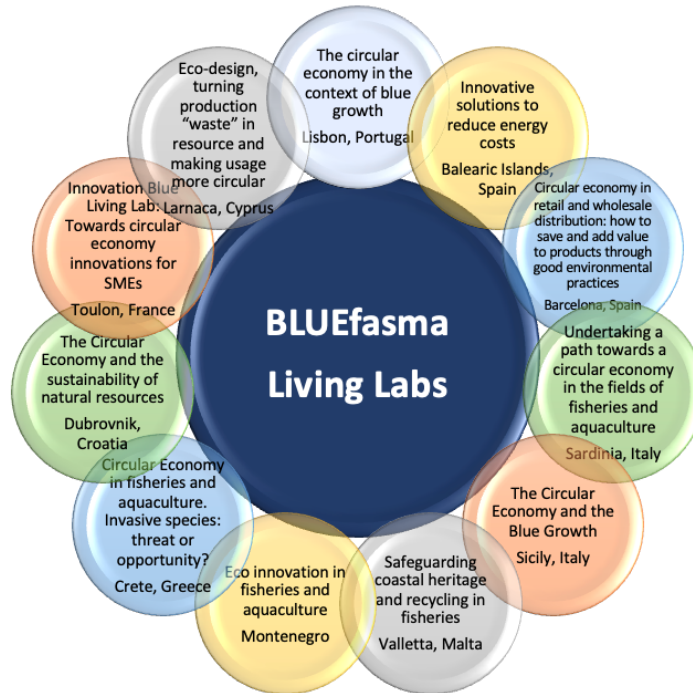 The circular
economy in the
context of blue
growth
Lisbon, Portugal
Innovative
solutions to
reduce energy
costs
Balearic Islands,
Spain
Circular economy in
retail and wholesale
distribution: how to
save and add value
to products through
good environmental
practices
Barcelona, Spain
Undertaking a
path towards a
circular economy
in the fields of
fisheries and
aquaculture
Sardinia, Italy
The Circular
Economy and the
Blue Growth
Sicily, Italy
Safeguarding
coastal heritage
and recycling in
fisheries
Valletta, Malta
Eco innovation in
fisheries and
aquaculture
Montenegro
Circular Economy
in fisheries and
aquaculture.
Invasive species:
threat or
opportunity?
Crete, Greece
The Circular
Economy and the
sustainability of
natural resources
Dubrovnik,
Croatia
Innovation Blue
Living Lab:
Towards circular
economy
innovations for
SMEs
Toulon, France
Eco-design,
turning
production
“waste” in
resource and
making usage
more circular
Larnaca, Cyprus
BLUEfasma
Living Labs